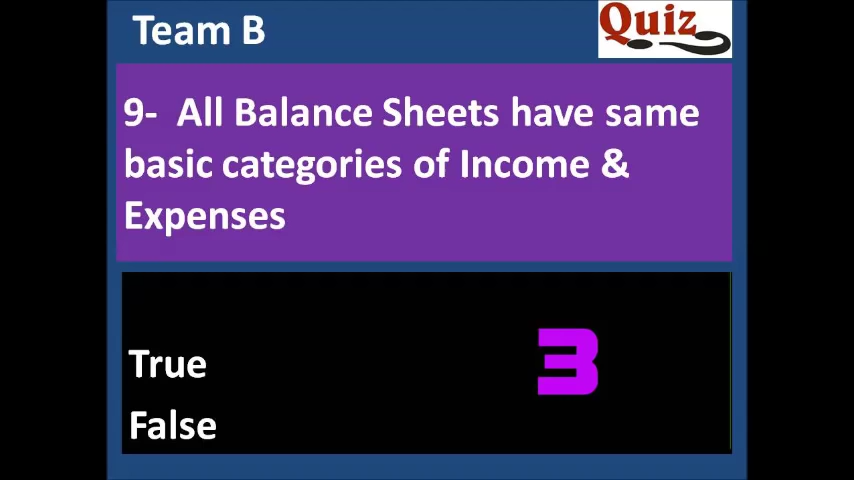 Team B
Quiz
9- All Balance Sheets have same
basic categories of Income &
Expenses
True
3
False